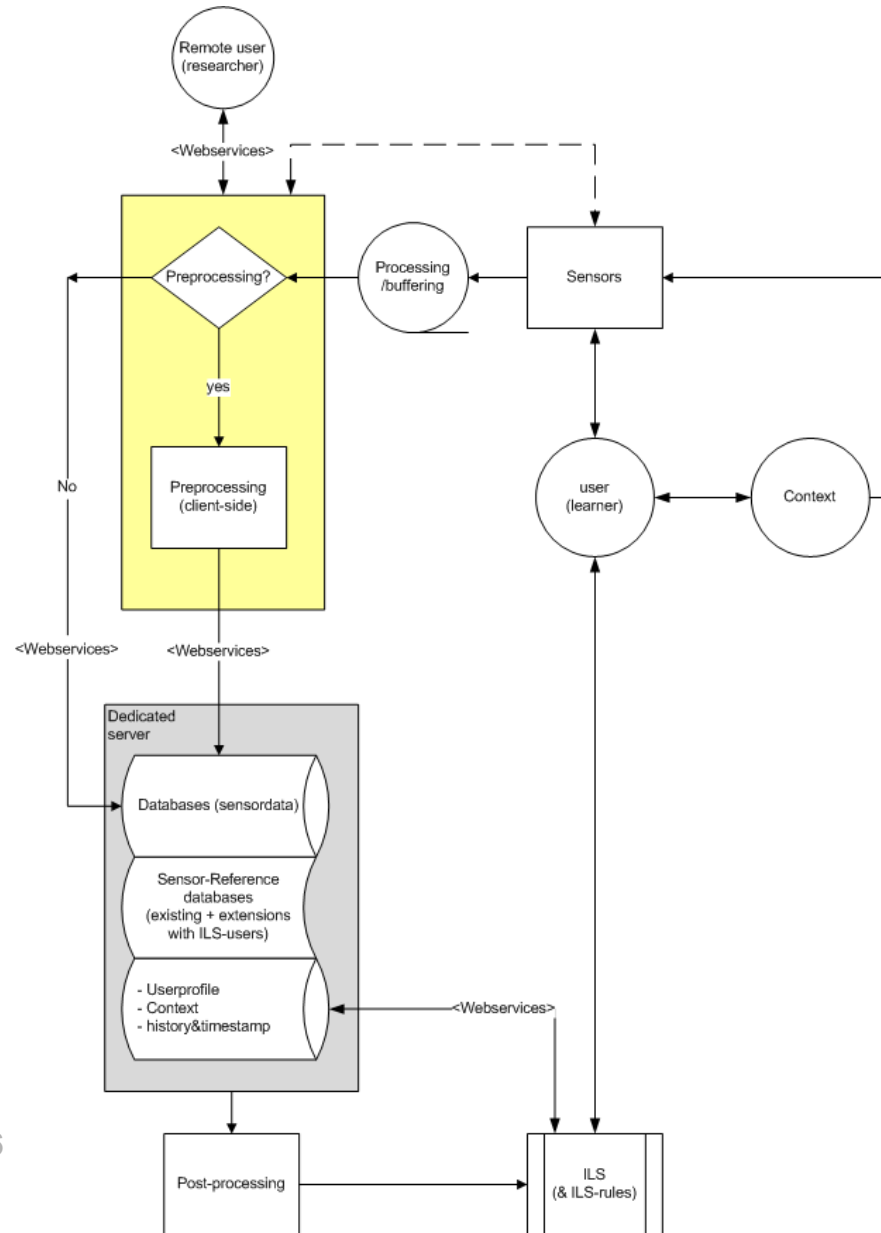 Remote user
(researcher)
<Webservices>
Preprocessing?
Processing
/buffering
Sensors
yes
Preprocessing
(client-side)
No
user
(learner)
Context
<Webservices>
<Webservices>
Dedicated
server
Databases (sensordata)
Sensor-Reference
databases
(existing + extensions
with ILS-users)
- Userprofile
- Context
- history&timestamp
<Webservices>
Post-processing
ILS
(& ILS-rules)